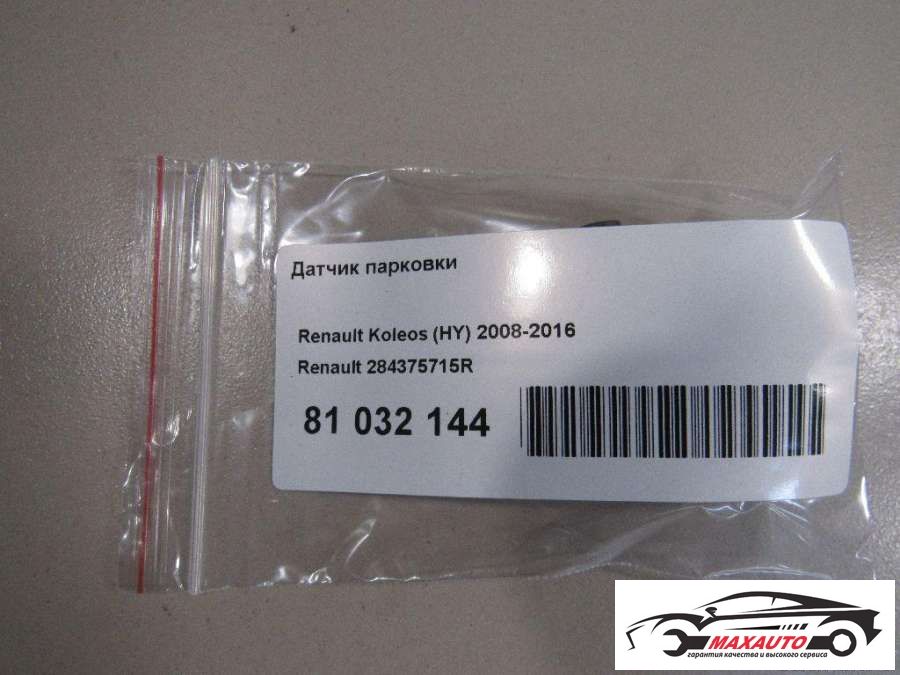 Датчик парковки
Renault Koleos (HY) 2008-2016
Renault 284375715R
81 032 144
MAXAUTO
гарантия качества и высокого сервиса